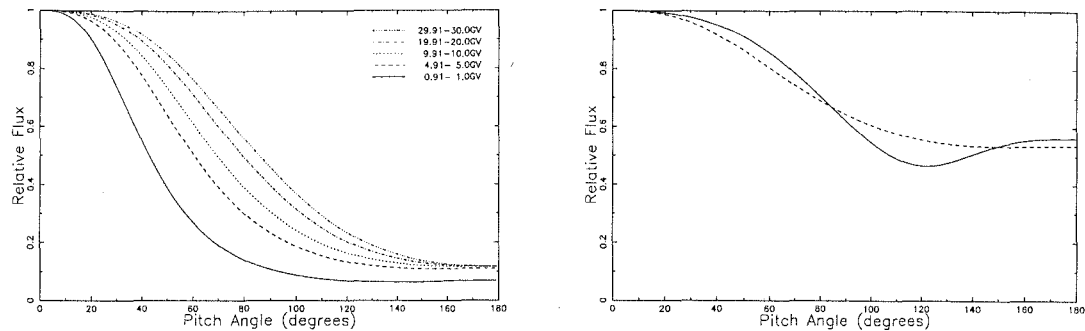 1
0.8
0.6
0.4
0.2
0
Relative Flux
29.91-30.0GV
19.91-20.0GV
9.91-10.0GV
4.91- 5.0GV
0.91- 1.0GV
0 20 40 60 80 100 120 140 160 180
Pitch Angle (degrees)
1
0.8
0.6
0.4
0.2
0
Relative Flux
0 20 40 60 80 100 120 140 160 180
Pitch Angle (degrees)